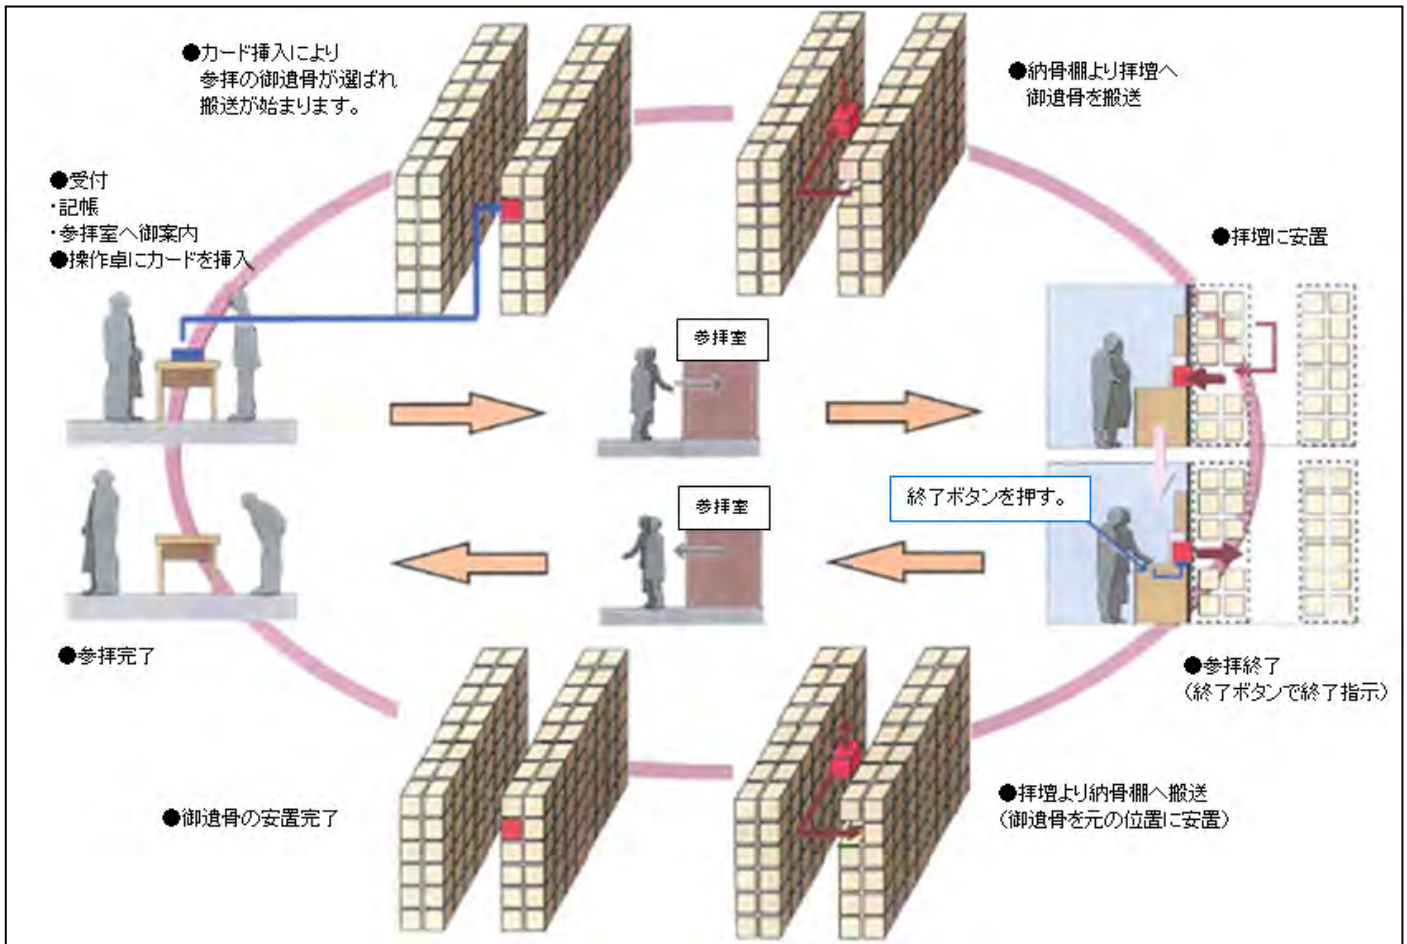 ●カード挿入により
参拝の御遺骨が選ばれ
搬送が始まります。
●納骨棚より拝壇へ
御遺骨を搬送
●受付
・記帳
・参拝室へ御案内
●操作卓にカードを挿入
●拝壇に安置
参拝室
終了ボタンを押す。
参拝室
●参拝完了
●参拝終了
(終了ボタンで終了指示)
●御遺骨の安置完了
●拝壇より納骨棚へ搬送
(御遺骨を元の位置に安置)